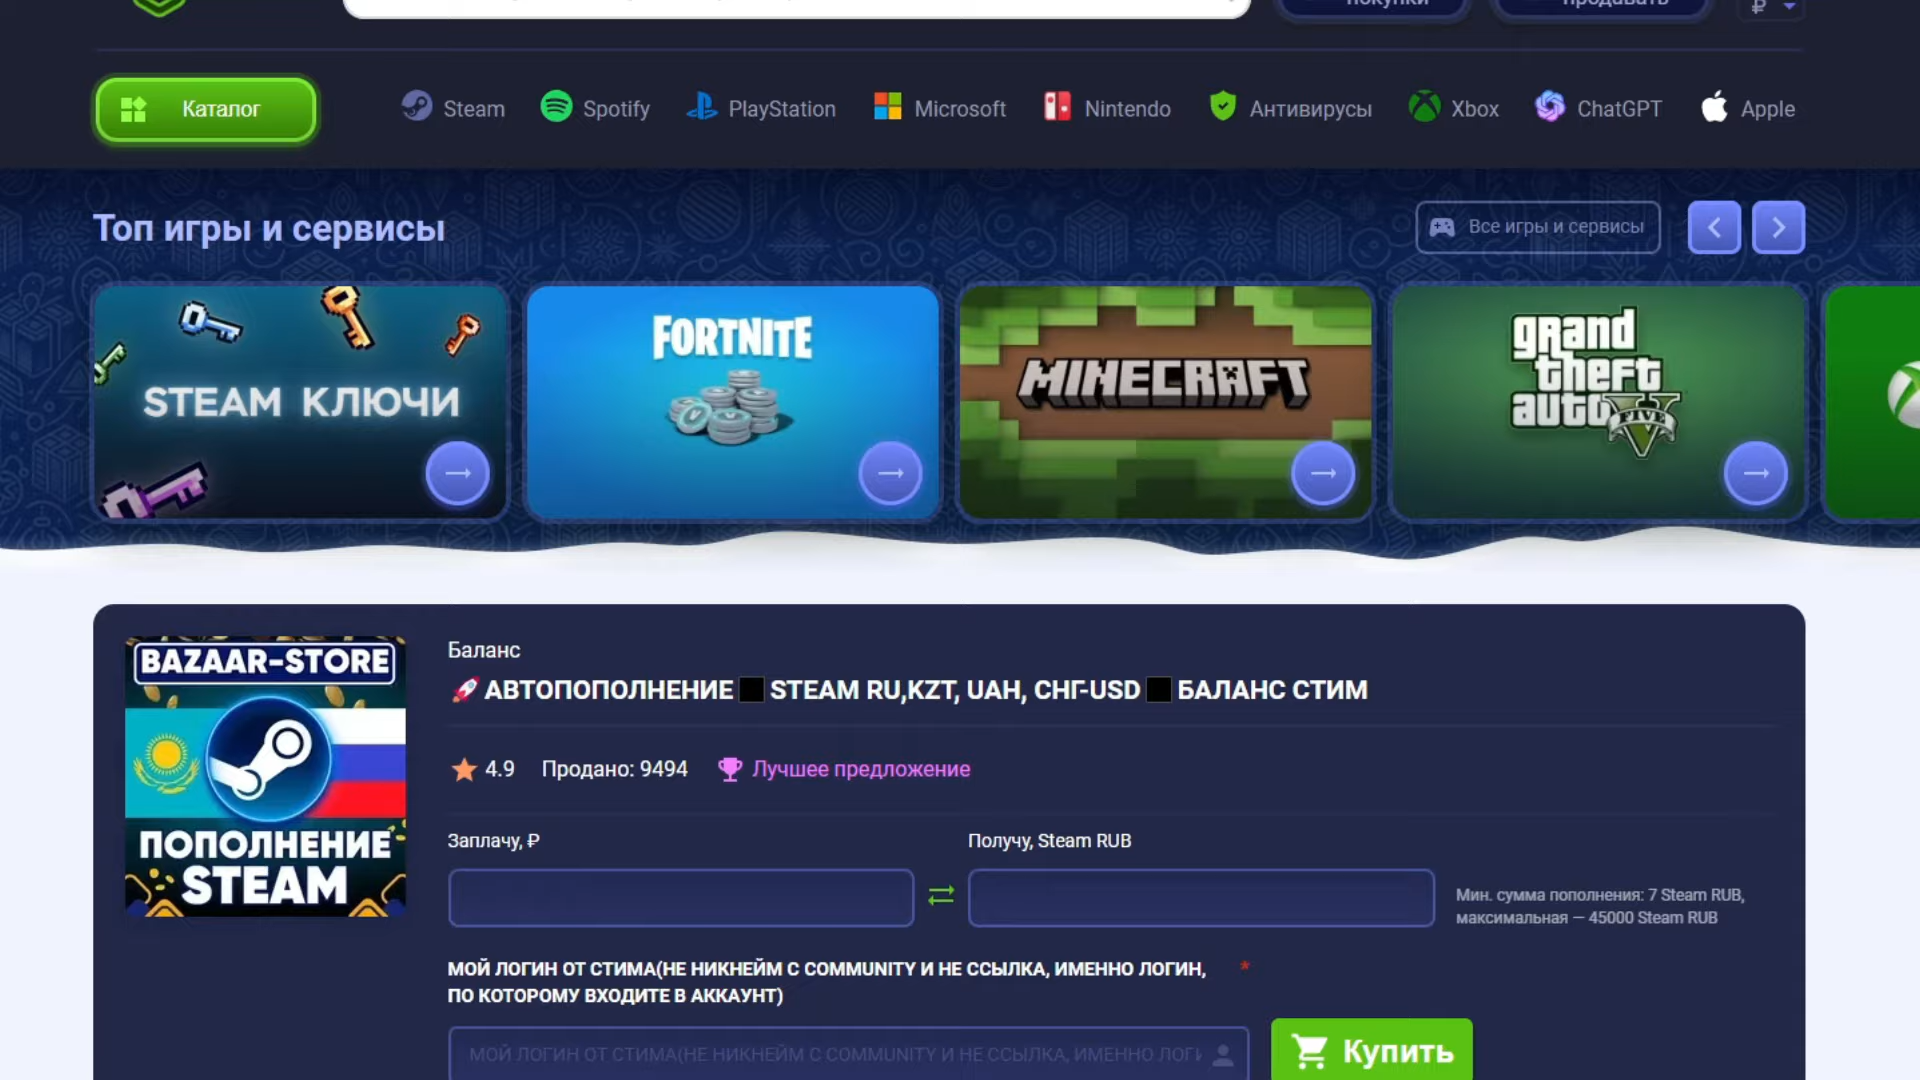 покупки
продавать
₽
Каталог
Steam
Spotify
PlayStation
Microsoft
Nintendo
Антивирусы
Xbox
ChatGPT
Apple
Топ игры и сервисы
Все игры и сервисы
STEAM КЛЮЧИ
FORTNITE
MINECRAFT
grand
theft
auto
FIVE
BAZAAR-STORE
ПОПОЛНЕНИЕ
STEAM
Баланс
АВТОПОПОЛНЕНИЕ STEAM RU,KZT, UAH, СНГ-USD БАЛАНС СТИМ
4.9 Продано: 9494 Лучшее предложение
Заплачу, ₽
Получу, Steam RUB
Мин. сумма пополнения: 7 Steam RUB,
максимальная — 45000 Steam RUB
МОЙ ЛОГИН ОТ СТИМА(НЕ НИКНЕЙМ С COMMUNITY И НЕ ССЫЛКА, ИМЕННО ЛОГИН, *
ПО КОТОРОМУ ВХОДИТЕ В АККАУНТ)
МОЙ ЛОГИН ОТ СТИМА(НЕ НИКНЕЙМ С COMMUNITY И НЕ ССЫЛКА, ИМЕННО ЛОГИ
Купить